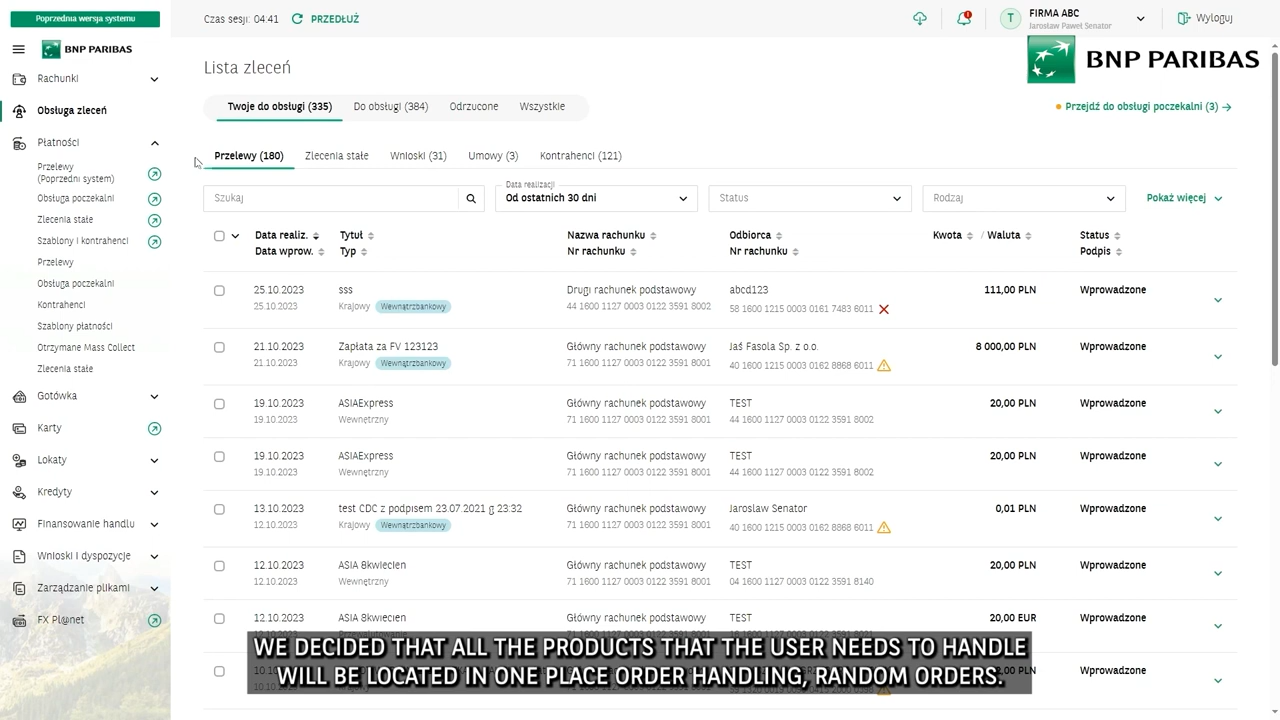 Poprzednia wersja systemu
Czas sesji: 04:41 PRZEDŁUŻ
T FIRMA ABC
Jarosław Paweł Senator
Wyloguj
BNP PARIBAS
BNP PARIBAS
Rachunki
Obsługa zleceń
Płatności
Przelewy
(Poprzedni system)
Obsługa poczekalni
Zlecenia stałe
Szablony i kontrahenci
Przelewy
Obsługa poczekalni
Kontrahenci
Szablony płatności
Otrzymane Mass Collect
Zlecenia stałe
Gotówka
Karty
Lokaty
Kredyty
Finansowanie handlu
Wnioski i dyspozycje
Zarządzanie plikami
FX Pl@net
Lista zleceń
Twoje do obsługi (335) Do obsługi (384) Odrzucone Wszystkie
Przejdź do obsługi poczekalni (3)
Przelewy (180) Zlecenia stałe Wnioski (31) Umowy (3) Kontrahenci (121)
Szukaj
Data realizacji
Od ostatnich 30 dni
Status
Rodzaj
Pokaż więcej
Data realiz. Tytuł Nazwa rachunku Odbiorca Kwota / Waluta Status
Data wprow. Typ Nr rachunku Nr rachunku Podpis
25.10.2023 sss Drugi rachunek podstawowy abcd123 111,00 PLN Wprowadzone
25.10.2023 Krajowy Wewnątrzbankowy 44 1600 1127 0003 0122 3591 8002 58 1600 1215 0003 0161 7483 6011
21.10.2023 Zapłata za FV 123123 Główny rachunek podstawowy Jaś Fasola Sp. z o.o. 8 000,00 PLN Wprowadzone
21.10.2023 Krajowy Wewnątrzbankowy 71 1600 1127 0003 0122 3591 8001 40 1600 1215 0003 0162 8868 6011
19.10.2023 ASIAExpress Główny rachunek podstawowy TEST 20,00 PLN Wprowadzone
19.10.2023 Wewnętrzny 71 1600 1127 0003 0122 3591 8001 44 1600 1127 0003 0122 3591 8002
19.10.2023 ASIAExpress Główny rachunek podstawowy TEST 20,00 PLN Wprowadzone
19.10.2023 Wewnętrzny 71 1600 1127 0003 0122 3591 8001 44 1600 1127 0003 0122 3591 8002
13.10.2023 test CDC z podpisem 23.07.2021 g 23:32 Główny rachunek podstawowy Jaroslaw Senator 0,01 PLN Wprowadzone
12.10.2023 Krajowy Wewnątrzbankowy 71 1600 1127 0003 0122 3591 8001 40 1600 1215 0003 0162 8868 6011
12.10.2023 ASIA 8kwiecien Główny rachunek podstawowy TEST 20,00 PLN Wprowadzone
12.10.2023 Wewnętrzny 71 1600 1127 0003 0122 3591 8001 04 1600 1127 0003 0122 3591 8140
12.10.2023 ASIA 8kwiecien Główny rachunek podstawowy TEST 20,00 EUR Wprowadzone
WE DECIDED THAT ALL THE PRODUCTS THAT THE USER NEEDS TO HANDLE
WILL BE LOCATED IN ONE PLACE ORDER HANDLING, RANDOM ORDERS.
Wprowadzone